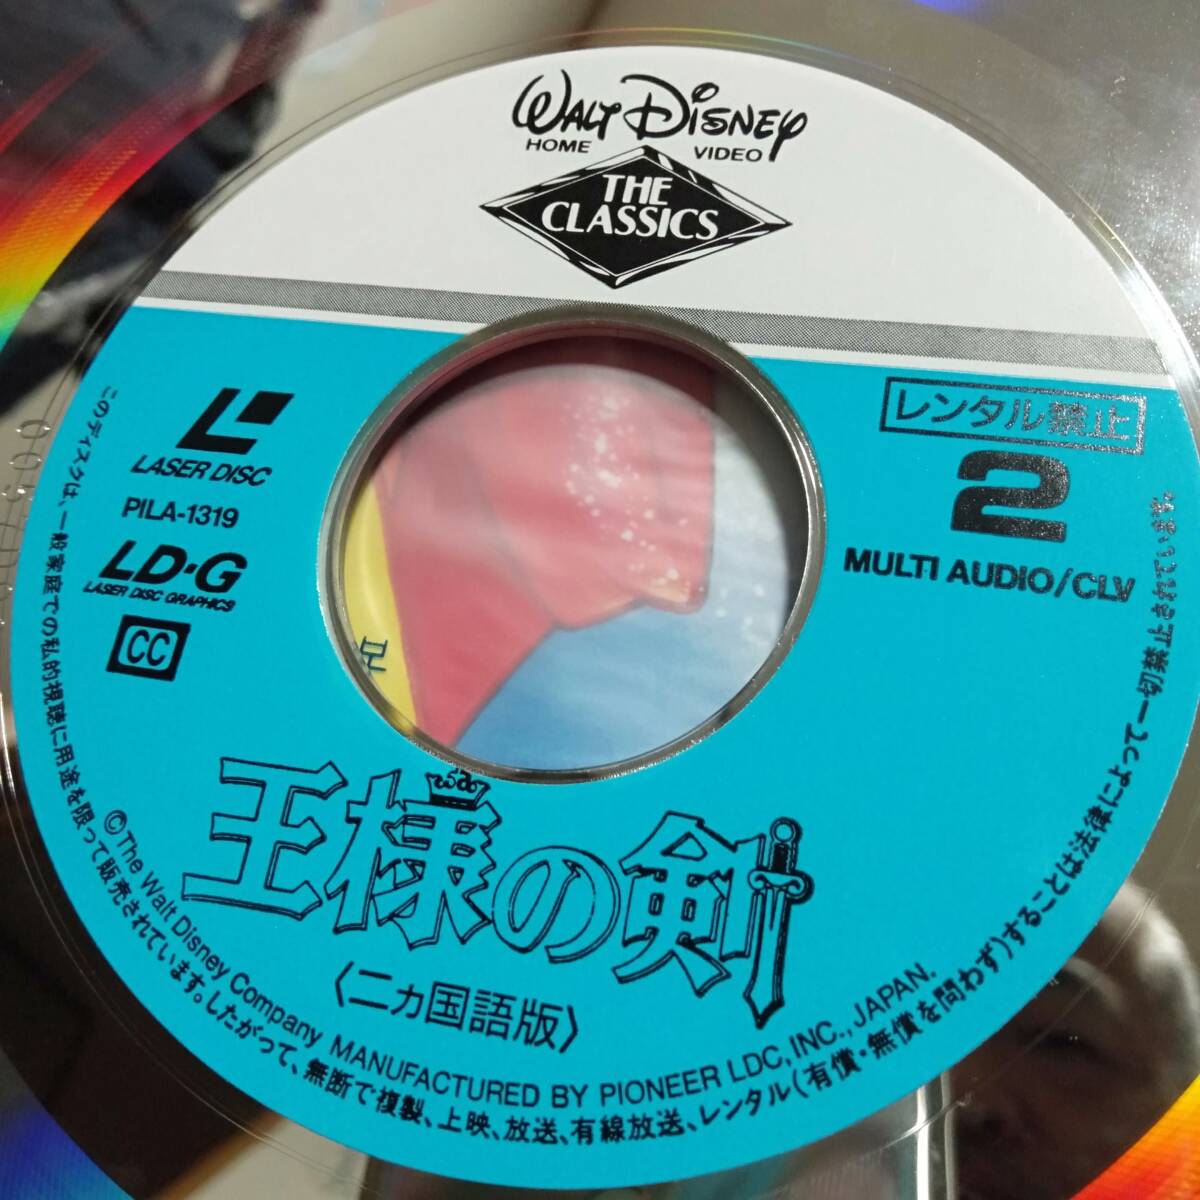 WALT DISNEY
HOME VIDEO
THE
CLASSICS
LASER DISC
PILA-1319
LD・G
LASER DISC GRAPHICS
CC
レンタル禁止
2
MULTI AUDIO/CLV
王様の剣
〈二ヵ国語版〉
©The Walt Disney Company MANUFACTURED BY PIONEER LDC, INC., JAPAN.
このディスクは、一般家庭での私的視聴に用途を限って販売されています。したがって、無断で複製、上映、放送、有線放送、レンタル(有償・無償を問わず)することは法律によって一切禁止されています。